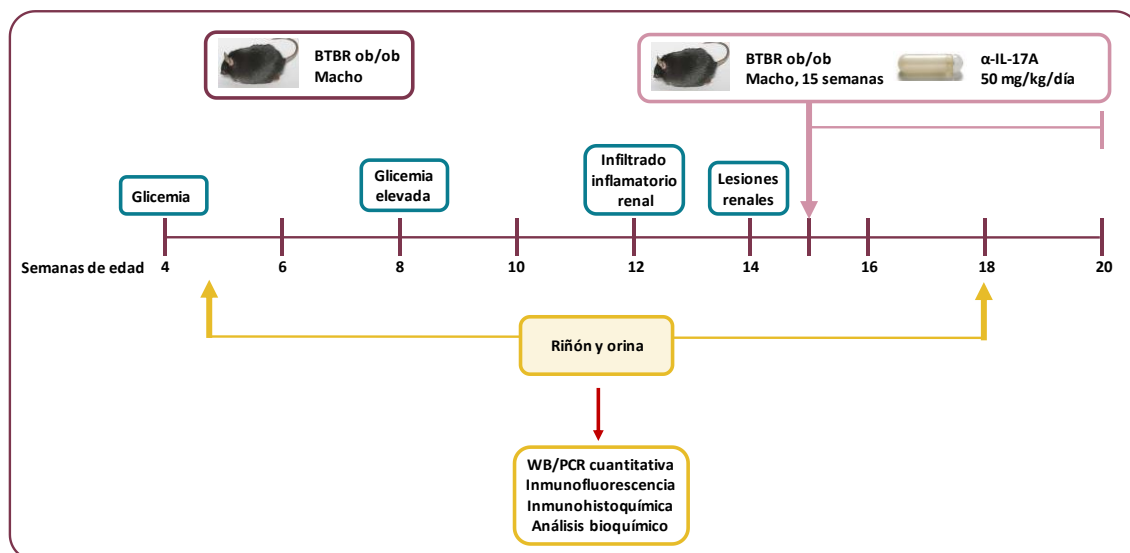 BTBR ob/ob
Macho
BTBR ob/ob
Macho, 15 semanas
α-IL-17A
50 mg/kg/día
Glicemia
Glicemia
elevada
Infiltrado
inflamatorio
renal
Lesiones
renales
Semanas de edad
4
6
8
10
12
14
16
18
20
Riñón y orina
WB/PCR cuantitativa
Inmunofluorescencia
Inmunohistoquímica
Análisis bioquímico